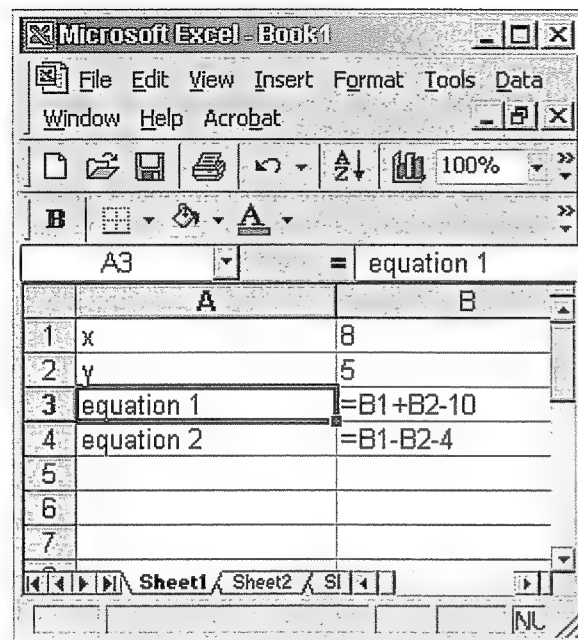 Microsoft Excel - Book1
File Edit View Insert Format Tools Data
Window Help Acrobat
100%
B A
A3 = equation 1
A B
1 x 8
2 y 5
3 equation 1 =B1+B2-10
4 equation 2 =B1-B2-4
5
6
7
Sheet1 Sheet2 S
NU